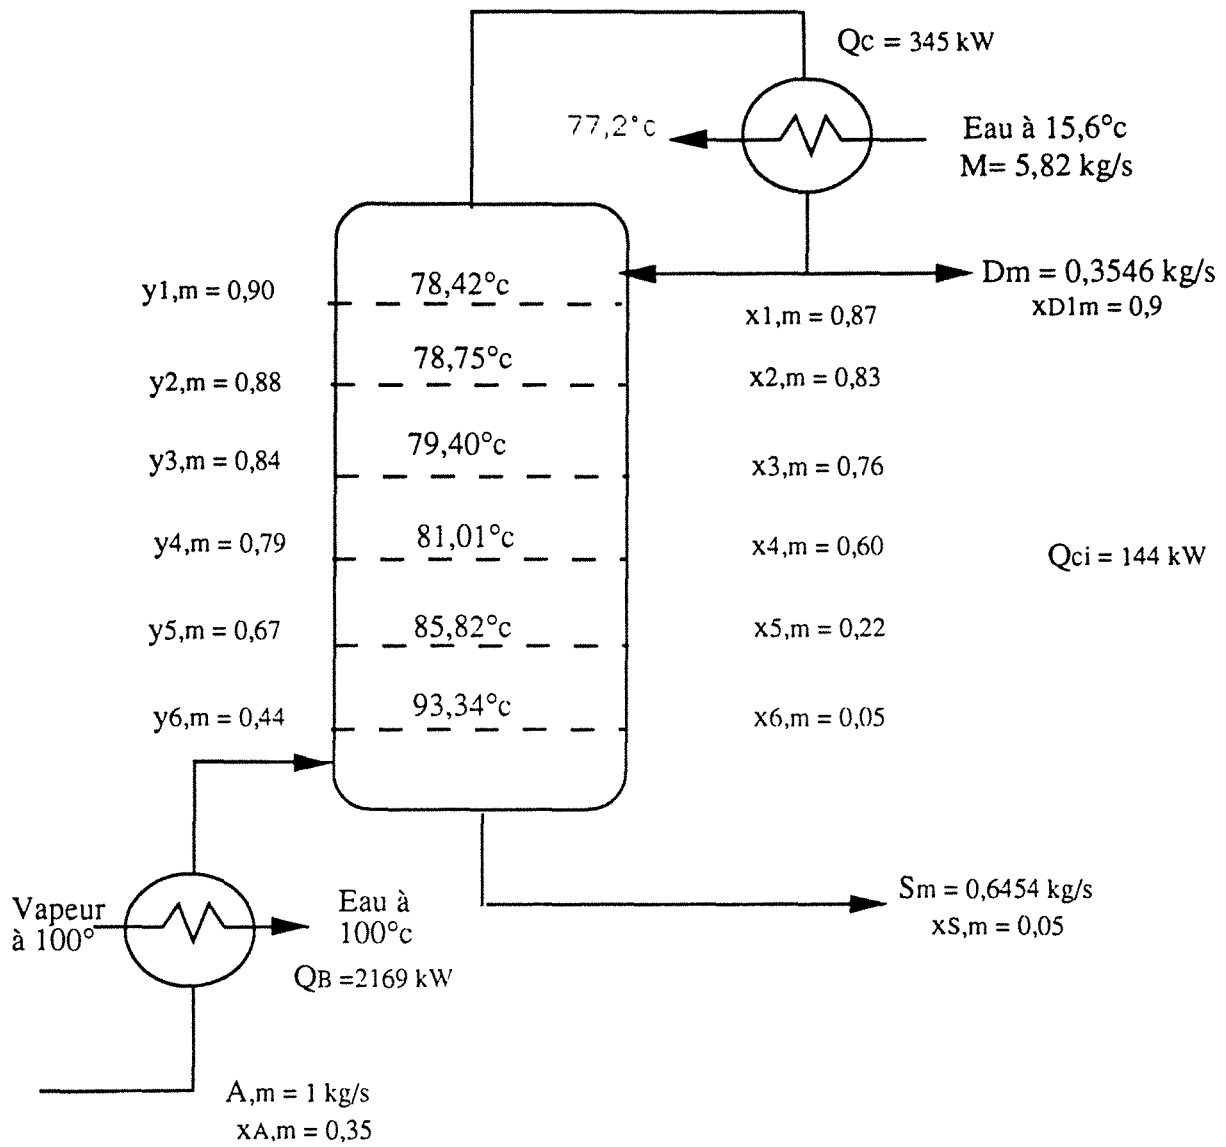 Qc = 345 kW
77,2°c
Eau à 15,6°c
M= 5,82 kg/s
y1,m = 0,90
78,42°c
Dm = 0,3546 kg/s
xD1m = 0,9
x1,m = 0,87
y2,m = 0,88
78,75°c
x2,m = 0,83
y3,m = 0,84
79,40°c
x3,m = 0,76
y4,m = 0,79
81,01°c
x4,m = 0,60
Qci = 144 kW
y5,m = 0,67
85,82°c
x5,m = 0,22
y6,m = 0,44
93,34°c
x6,m = 0,05
Vapeur
à 100°
Eau à
100°c
QB =2169 kW
Sm = 0,6454 kg/s
xS,m = 0,05
A,m = 1 kg/s
xA,m = 0,35